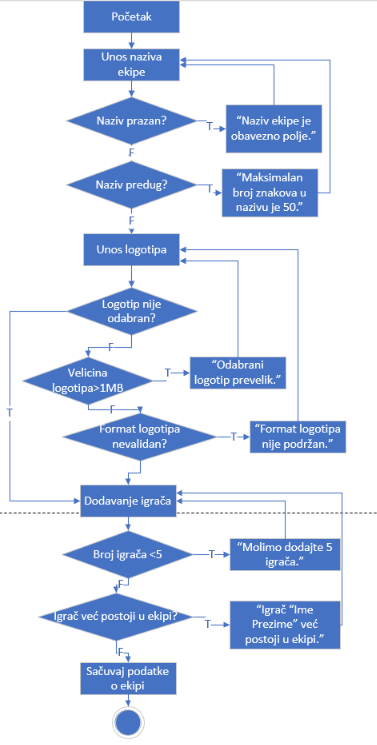 Početak
Unos naziva
ekipe
Naziv prazan?
T
"Naziv ekipe je
obavezno polje."
F
Naziv predug?
T
"Maksimalan
broj znakova u
nazivu je 50."
F
Unos logotipa
Logotip nije
odabran?
F
Velicina
logotipa>1MB
T
"Odabrani
logotip prevelik."
T
F
Format logotipa
nevalidan?
T
"Format logotipa
nije podržan."
Dodavanje igrača
Broj igrača <5
T
"Molimo dodajte 5
igrača."
F
Igrač već postoji u ekipi?
T
"Igrač "Ime
Prezime" već
postoji u ekipi."
F
Sačuvaj podatke
o ekipi